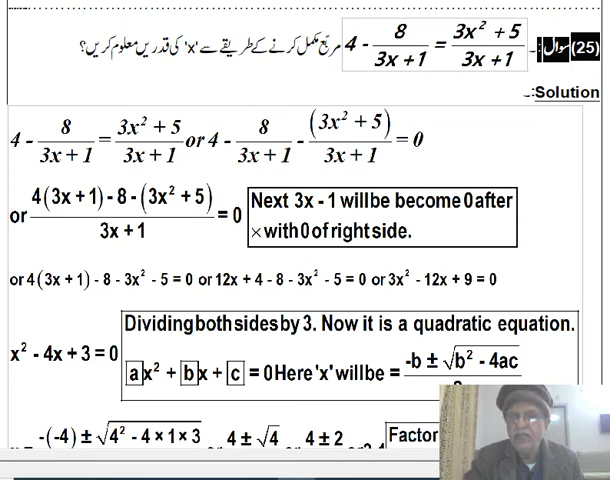 (25) سوال:۔ 4 - 8/(3x + 1) = (3x² + 5)/(3x + 1) مربّع مکمل کرنے کے طریقے سے 'x' کی قدریں معلوم کریں؟
Solution:۔
4 - 8/(3x + 1) = (3x² + 5)/(3x + 1) or 4 - 8/(3x + 1) - (3x² + 5)/(3x + 1) = 0
or (4(3x + 1) - 8 - (3x² + 5))/(3x + 1) = 0
Next 3x - 1 will be become 0 after
× with 0 of right side.
or 4(3x + 1) - 8 - 3x² - 5 = 0 or 12x + 4 - 8 - 3x² - 5 = 0 or 3x² - 12x + 9 = 0
x² - 4x + 3 = 0
Dividing both sides by 3. Now it is a quadratic equation.
a x² + b x + c = 0 Here 'x' will be = -b ± √(b² - 4ac)
-(-4) ± √(4² - 4 × 1 × 3) or 4 ± √4 or 4 ± 2
Factor